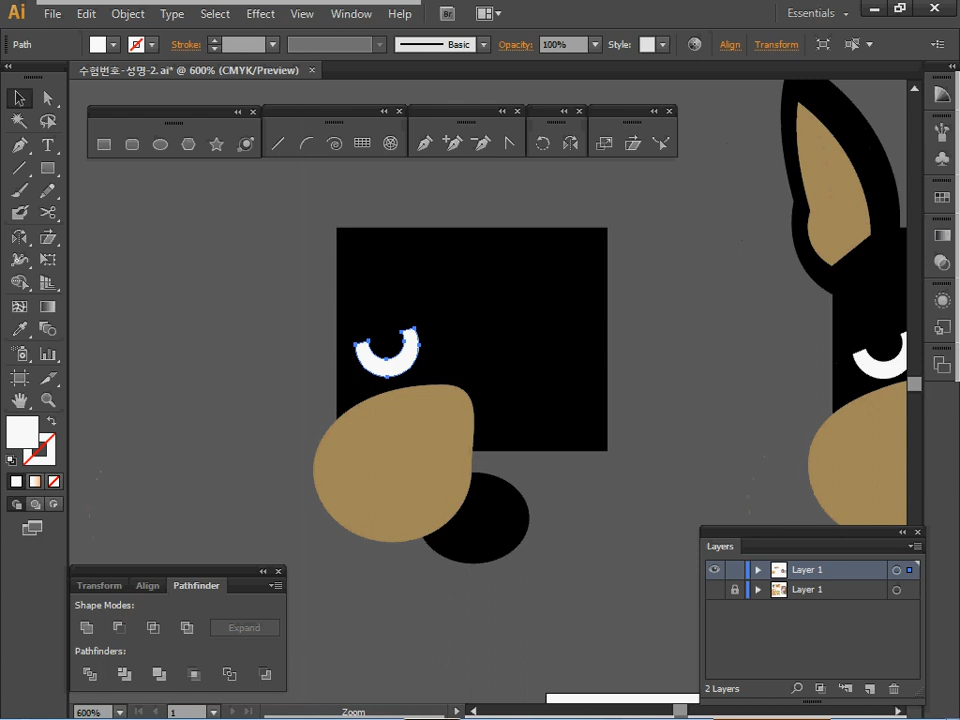 Ai File Edit Object Type Select Effect View Window Help Br Essentials
Path Stroke: Basic Opacity: 100% Style: Align Transform
수험번호-성명-2.ai* @ 600% (CMYK/Preview) ×
T
Layers
Layer 1
Layer 1
2 Layers
Transform Align Pathfinder
Shape Modes:
Expand
Pathfinders:
600% 1 Zoom